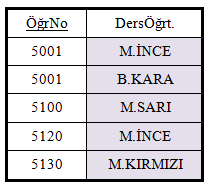 ÖğrNo DersÖğrt.
5001 M.İNCE
5001 B.KARA
5100 M.SARI
5120 M.İNCE
5130 M.KIRMIZI